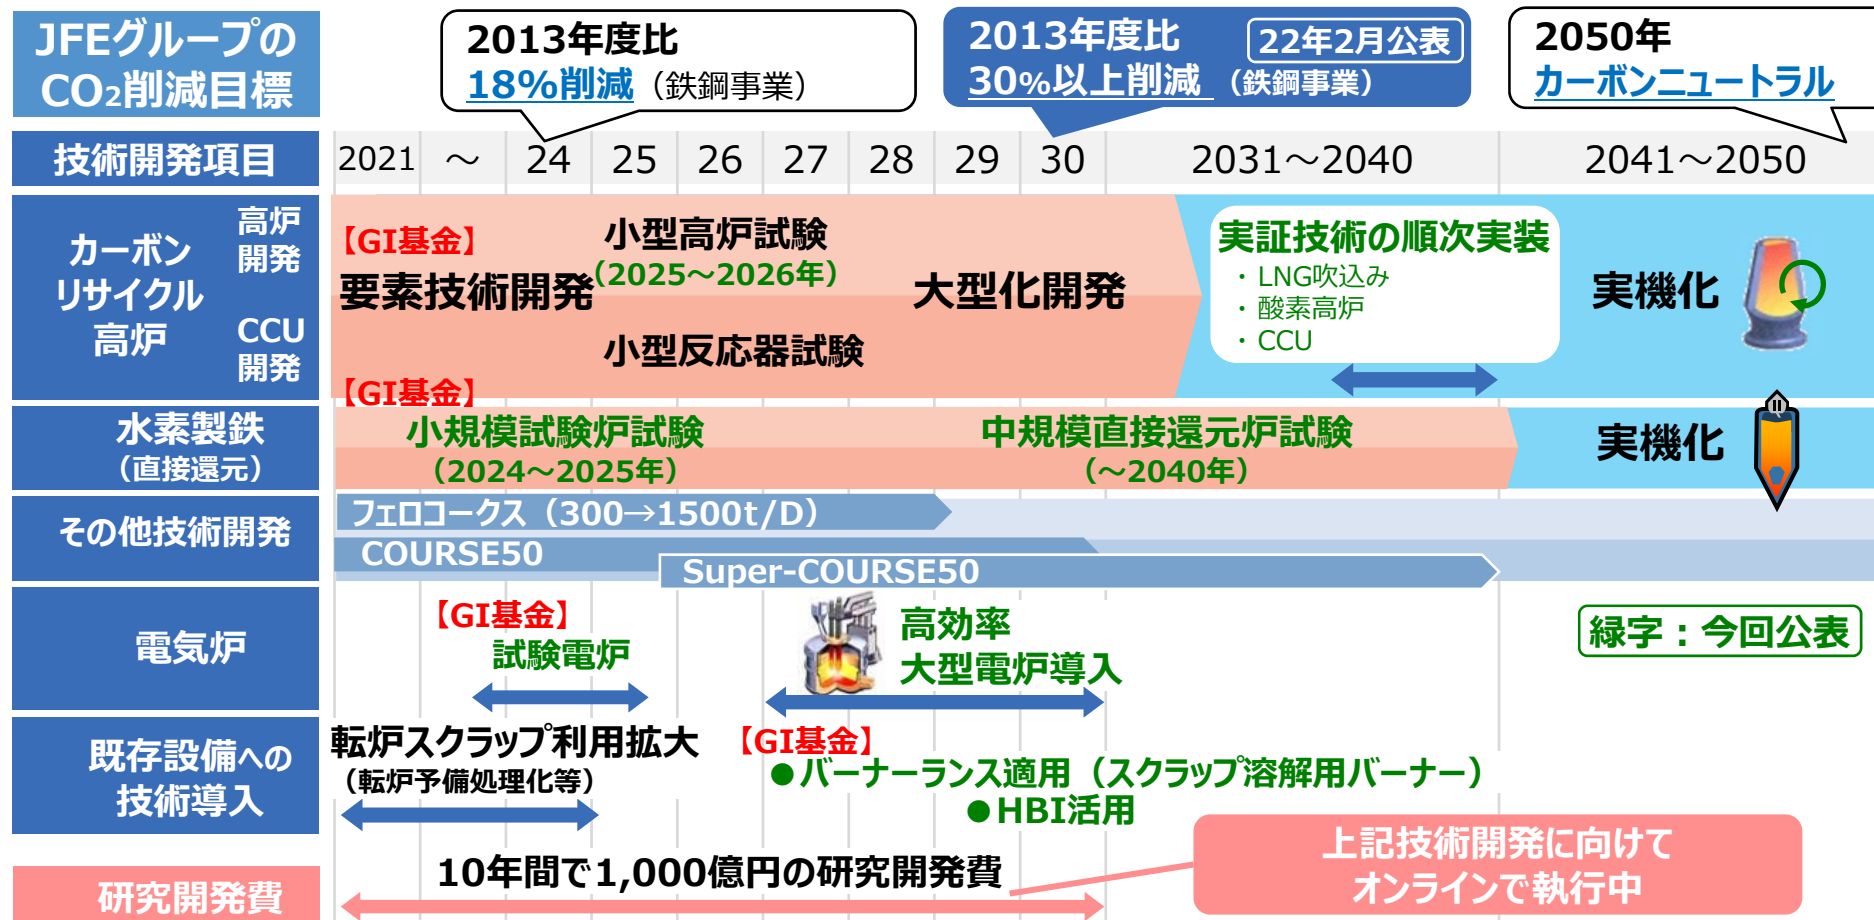 JFEグループの
CO₂削減目標
2013年度比
18%削減（鉄鋼事業）
2013年度比
22年2月公表
30%以上削減（鉄鋼事業）
2050年
カーボンニュートラル
技術開発項目
2021 ～ 24 25 26 27 28 29 30 2031～2040 2041～2050
カーボン
リサイクル
高炉
高炉
開発
CCU
開発
【GI基金】
小型高炉試験
（2025～2026年）
要素技術開発
大型化開発
小型反応器試験
実証技術の順次実装
・LNG吹込み
・酸素高炉
・CCU
実機化
水素製鉄
（直接還元）
【GI基金】
小規模試験炉試験
（2024～2025年）
中規模直接還元炉試験
（～2040年）
実機化
その他技術開発
フェロコークス（300→1500t/D）
COURSE50
Super-COURSE50
電気炉
【GI基金】
試験電炉
高効率
大型電炉導入
緑字：今回公表
既存設備への
技術導入
転炉スクラップ利用拡大
（転炉予備処理化等）
【GI基金】
●バーナーランス適用（スクラップ溶解用バーナー）
●HBI活用
研究開発費
10年間で1,000億円の研究開発費
上記技術開発に向けて
オンラインで執行中